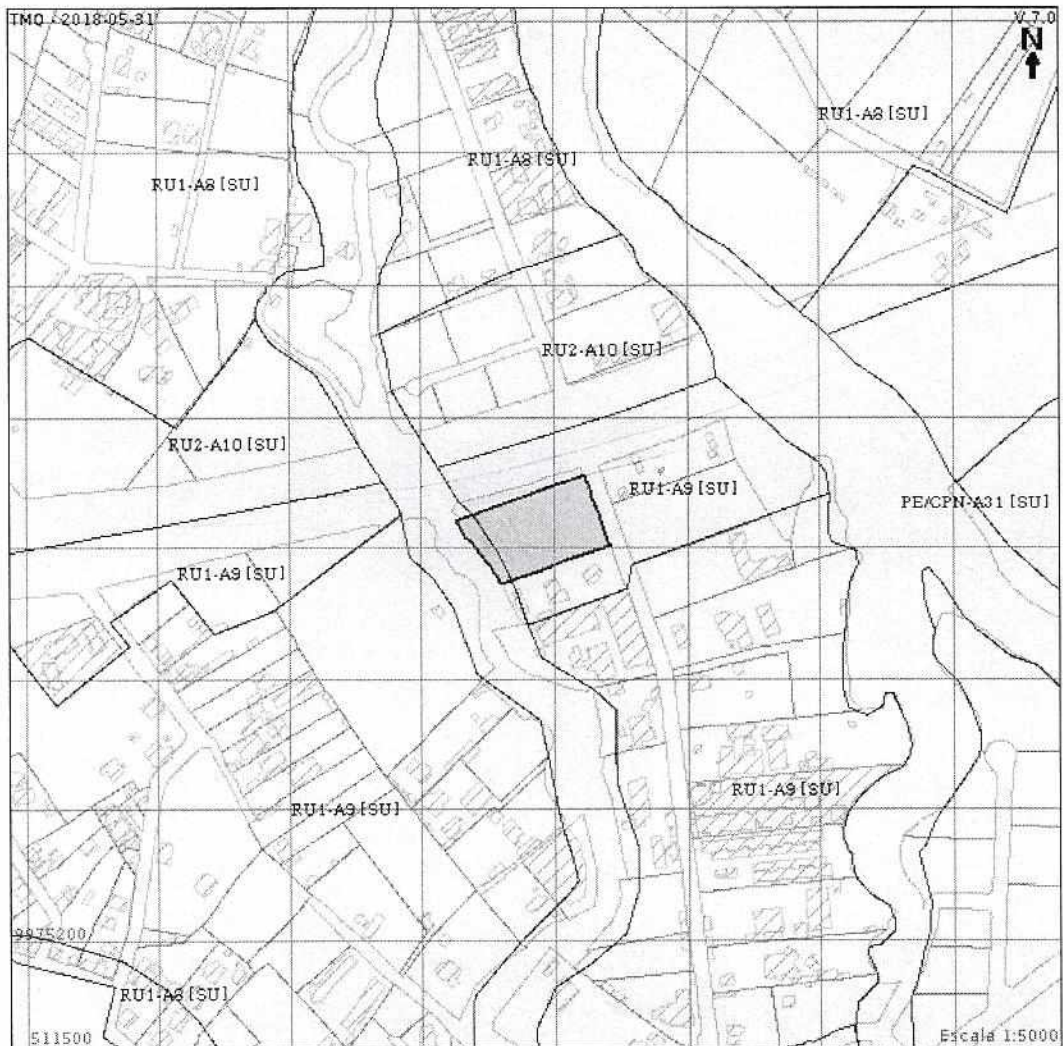 TMQ - 2018-05-31
V.7.0
N
RU1-A8 [SU]
RU1-A8 [SU]
RU1-A8 [SU]
RU2-A10 [SU]
RU2-A10 [SU]
RU1-A9 [SU]
PE/CPN-A31 [SU]
RU1-A9 [SU]
RU1-A9 [SU]
RU1-A9 [SU]
9975200
RU1-A8 [SU]
511500
Escala 1:5000